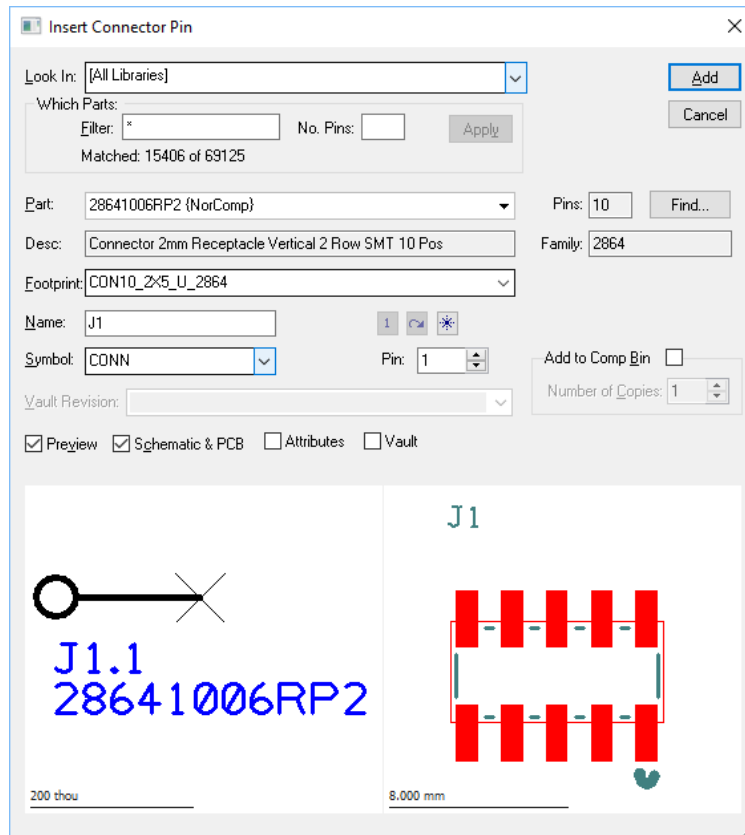 Insert Connector Pin
Look In: [All Libraries] Add
Which Parts: Cancel
Filter: * No. Pins: Apply
Matched: 15406 of 69125
Part: 28641006RP2 {NorComp} Pins: 10 Find...
Desc: Connector 2mm Receptacle Vertical 2 Row SMT 10 Pos Family: 2864
Footprint: CON10_2X5_U_2864
Name: J1 1
Symbol: CONN Pin: 1 Add to Comp Bin
Vault Revision: Number of Copies: 1
Preview Schematic & PCB Attributes Vault
J1
J1.1
28641006RP2
200 thou 8.000 mm